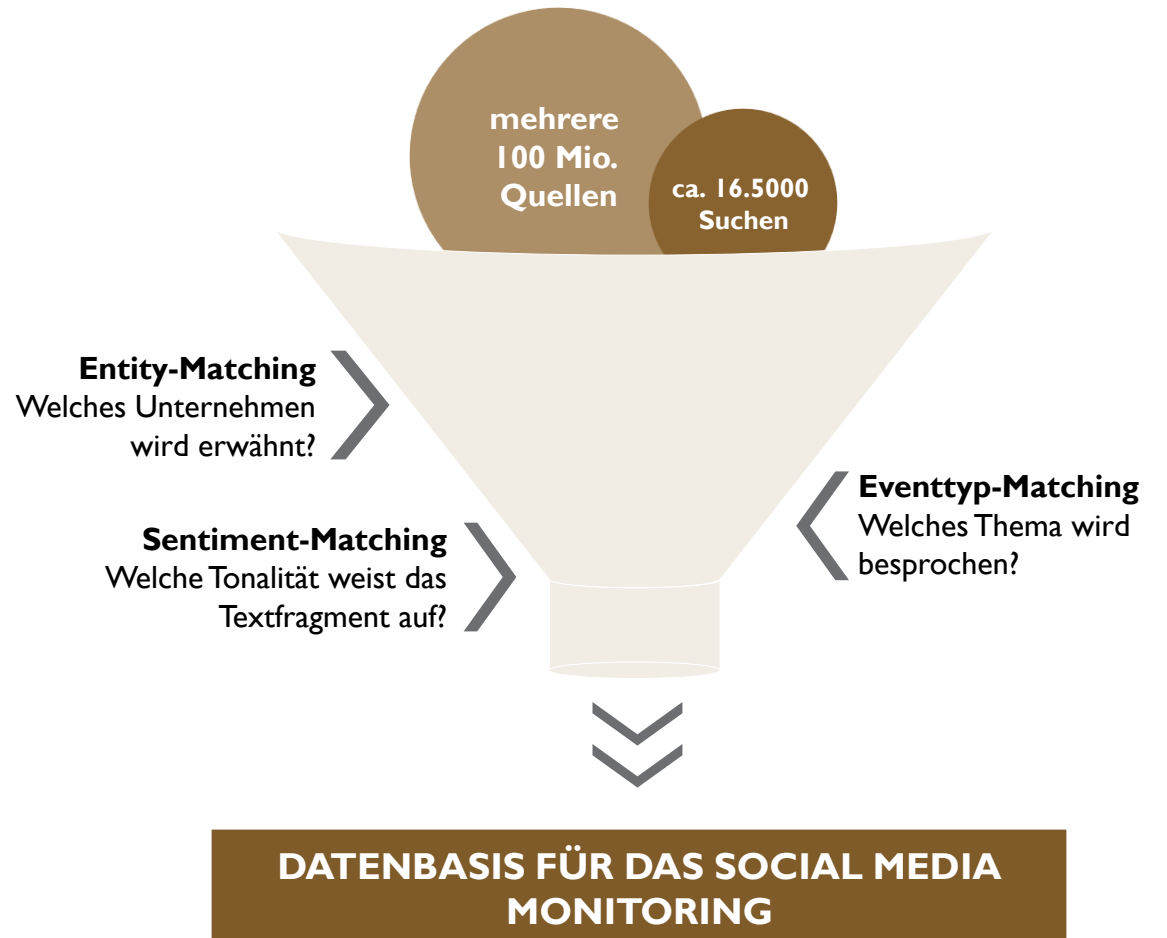 mehrere
100 Mio.
Quellen
ca. 16.5000
Suchen
Entity-Matching
Welches Unternehmen
wird erwähnt?
Eventtyp-Matching
Welches Thema wird
besprochen?
Sentiment-Matching
Welche Tonalität weist das
Textfragment auf?
DATENBASIS FÜR DAS SOCIAL MEDIA
MONITORING